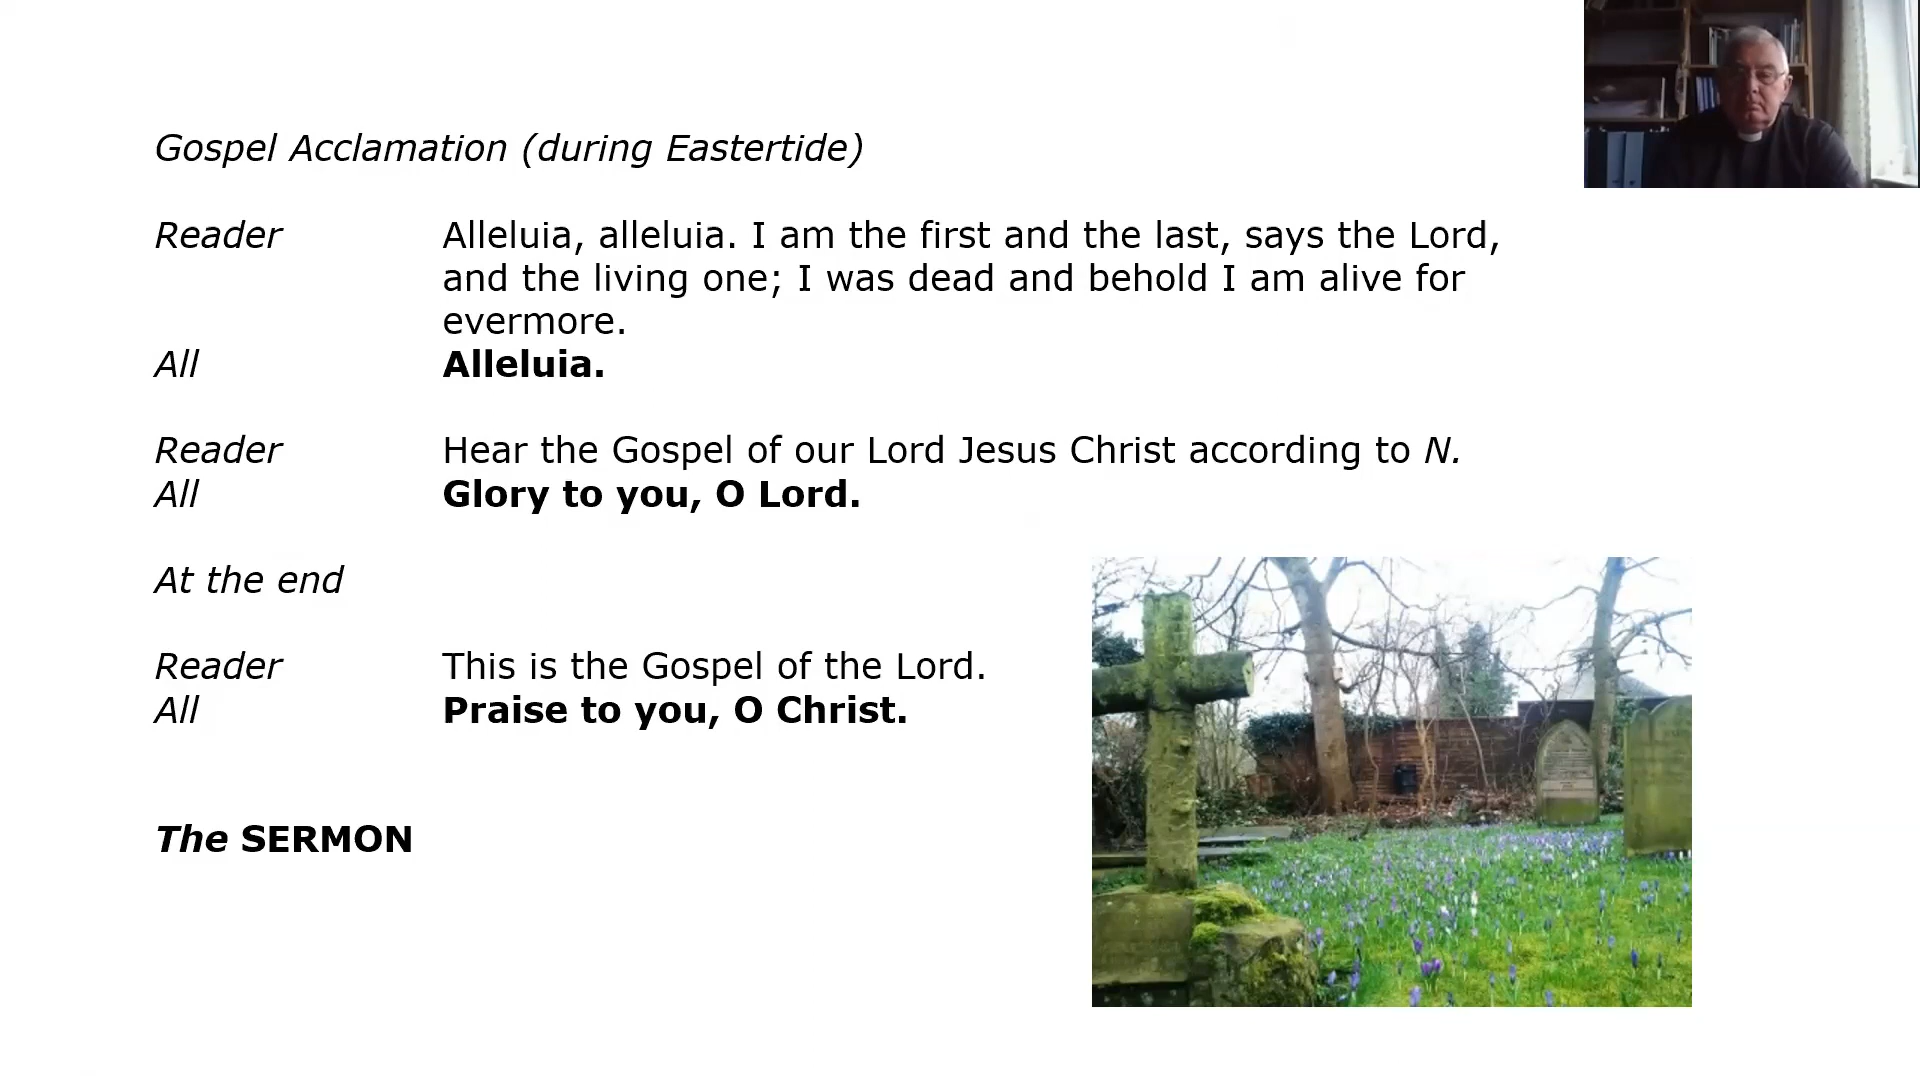 Gospel Acclamation (during Eastertide)
Reader Alleluia, alleluia. I am the first and the last, says the Lord,
and the living one; I was dead and behold I am alive for
evermore.
All Alleluia.
Reader Hear the Gospel of our Lord Jesus Christ according to N.
All Glory to you, O Lord.
At the end
Reader This is the Gospel of the Lord.
All Praise to you, O Christ.
The SERMON